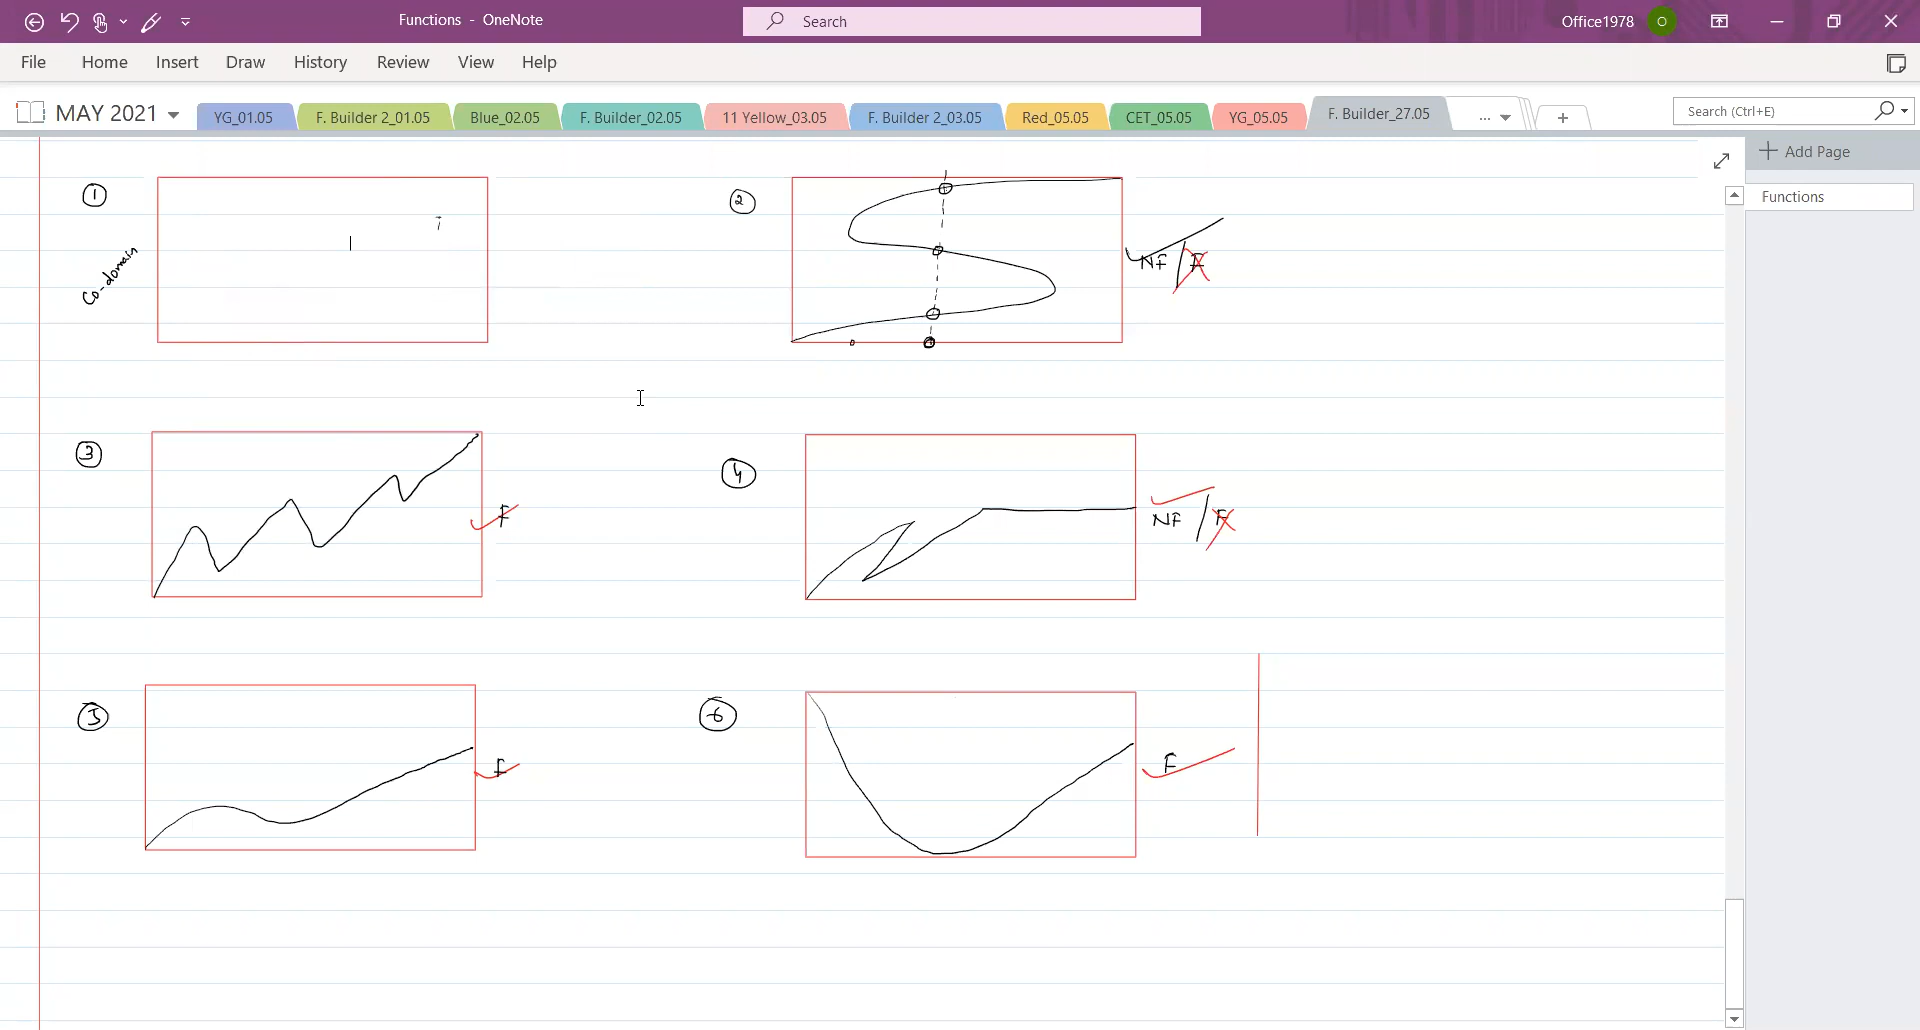 Functions - OneNote
Search
Office1978
O
File Home Insert Draw History Review View Help
MAY 2021
YG_01.05
F. Builder 2_01.05
Blue_02.05
F. Builder_02.05
11 Yellow_03.05
F. Builder 2_03.05
Red_05.05
CET_05.05
YG_05.05
F. Builder_27.05
...
+
Search (Ctrl+E)
Add Page
Functions
1
Co-domain
2
NF / F
3
F
4
NF / F
5
F
6
F